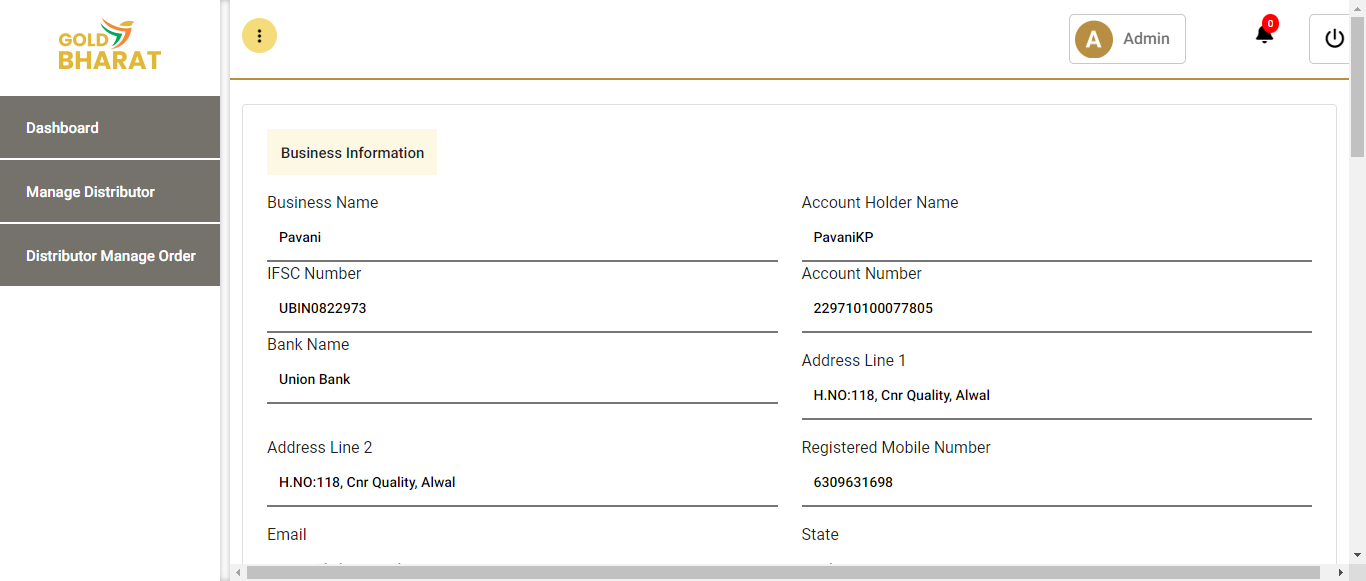 GOLD
BHARAT
A
Admin
0
Dashboard
Manage Distributor
Distributor Manage Order
Business Information
Business Name
Account Holder Name
Pavani
PavaniKP
IFSC Number
Account Number
UBIN0822973
229710100077805
Bank Name
Address Line 1
Union Bank
H.NO:118, Cnr Quality, Alwal
Address Line 2
Registered Mobile Number
H.NO:118, Cnr Quality, Alwal
6309631698
Email
State